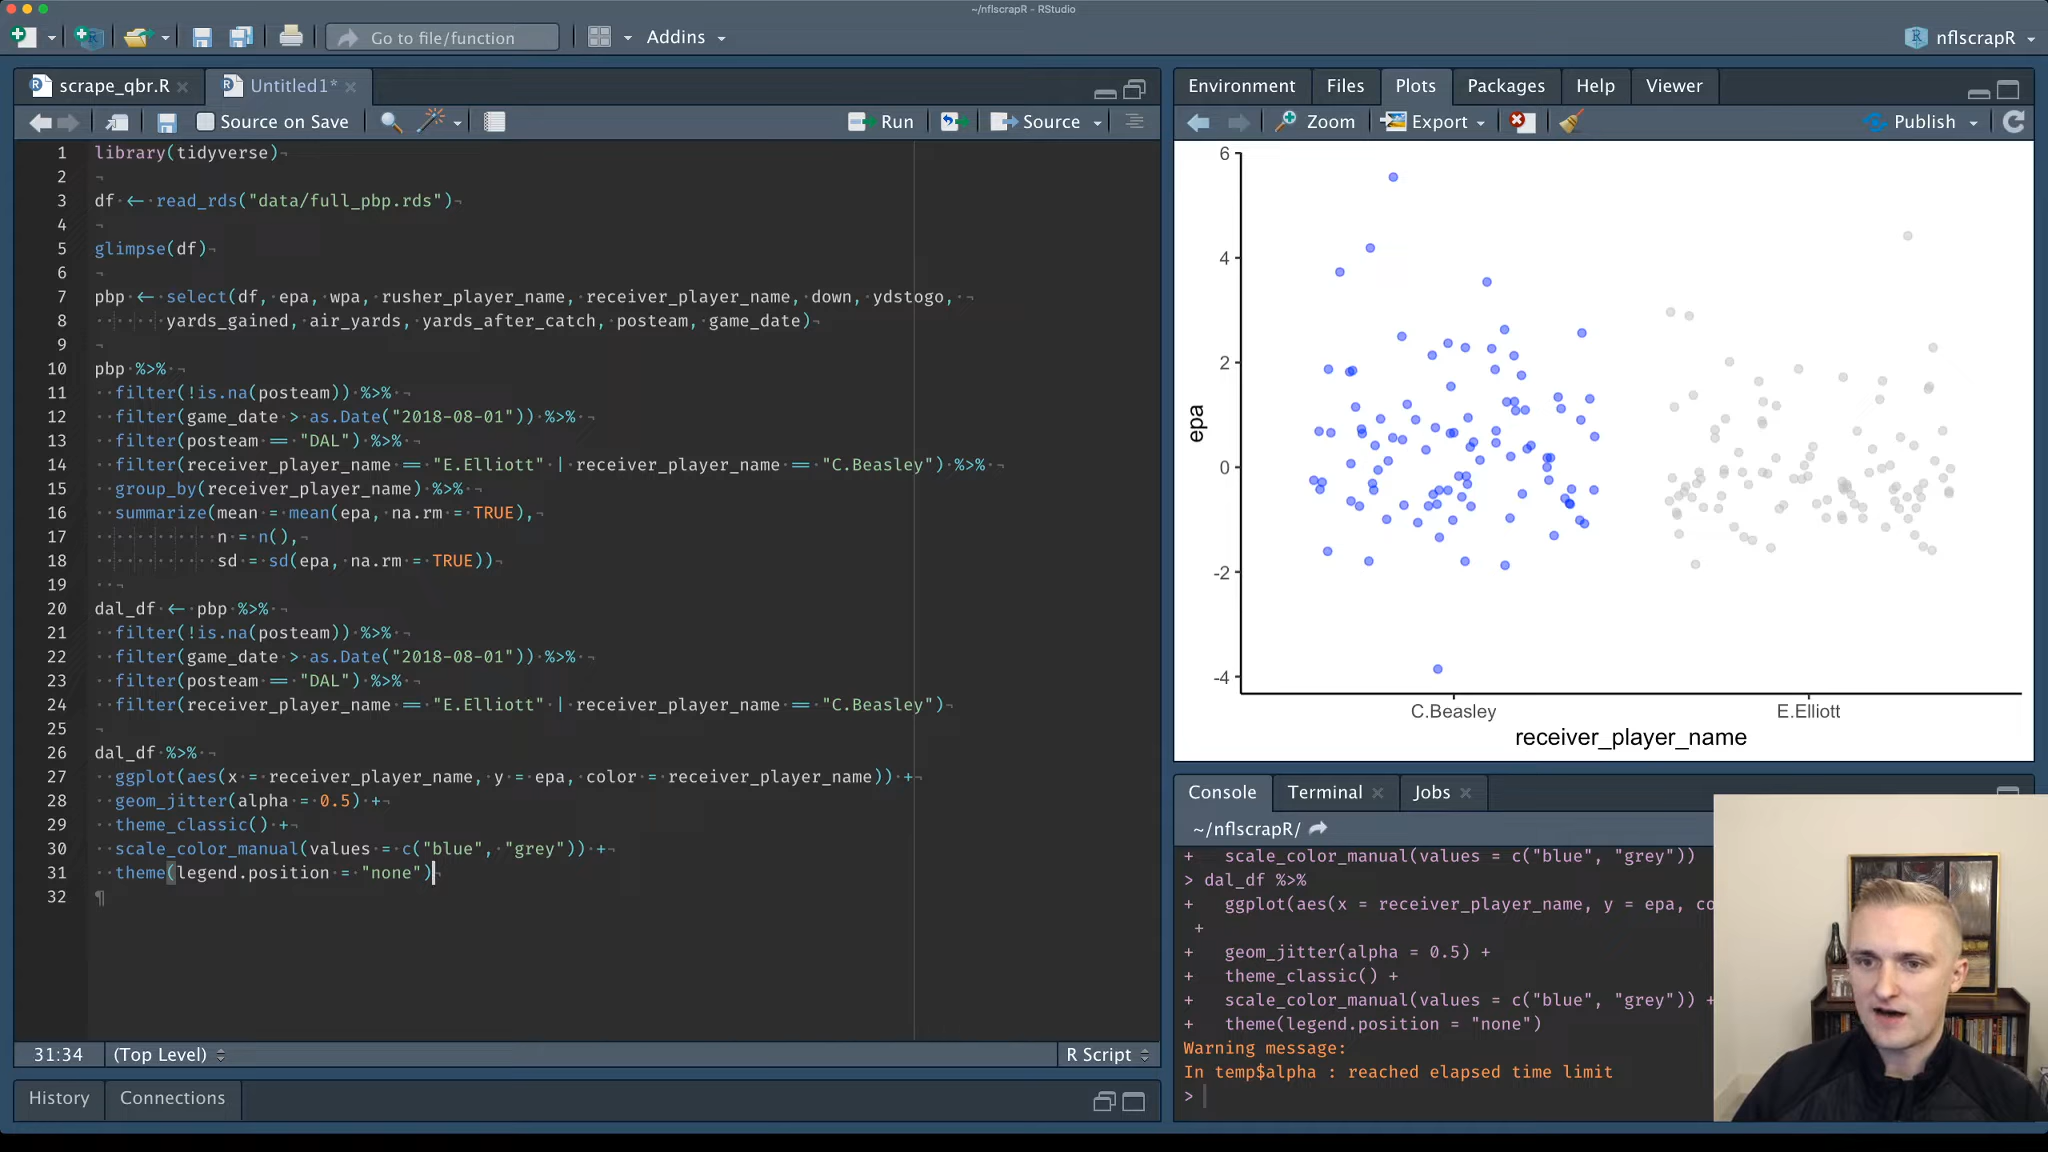 ~/nflscrapR - RStudio
Go to file/function
Addins
nflscrapR
scrape_qbr.R
Untitled1*
Source on Save
Run
Source
1 library(tidyverse)
2
3 df <- read_rds("data/full_pbp.rds")
4
5 glimpse(df)
6
7 pbp <- select(df, epa, wpa, rusher_player_name, receiver_player_name, down, ydstogo,
8 yards_gained, air_yards, yards_after_catch, posteam, game_date)
9
10 pbp %>%
11 filter(!is.na(posteam)) %>%
12 filter(game_date > as.Date("2018-08-01")) %>%
13 filter(posteam == "DAL") %>%
14 filter(receiver_player_name == "E.Elliott" | receiver_player_name == "C.Beasley") %>%
15 group_by(receiver_player_name) %>%
16 summarize(mean = mean(epa, na.rm = TRUE),
17 n = n(),
18 sd = sd(epa, na.rm = TRUE))
19
20 dal_df <- pbp %>%
21 filter(!is.na(posteam)) %>%
22 filter(game_date > as.Date("2018-08-01")) %>%
23 filter(posteam == "DAL") %>%
24 filter(receiver_player_name == "E.Elliott" | receiver_player_name == "C.Beasley")
25
26 dal_df %>%
27 ggplot(aes(x = receiver_player_name, y = epa, color = receiver_player_name)) +
28 geom_jitter(alpha = 0.5) +
29 theme_classic() +
30 scale_color_manual(values = c("blue", "grey")) +
31 theme(legend.position = "none")
32
31:34
(Top Level)
R Script
History
Connections
Environment
Files
Plots
Packages
Help
Viewer
Zoom
Export
Publish
6
4
2
0
-2
-4
epa
C.Beasley
E.Elliott
receiver_player_name
Console
Terminal
Jobs
~/nflscrapR/
+ scale_color_manual(values = c("blue", "grey"))
> dal_df %>%
+ ggplot(aes(x = receiver_player_name, y = epa, co
+
+ geom_jitter(alpha = 0.5) +
+ theme_classic() +
+ scale_color_manual(values = c("blue", "grey")) +
+ theme(legend.position = "none")
Warning message:
In temp$alpha : reached elapsed time limit
>